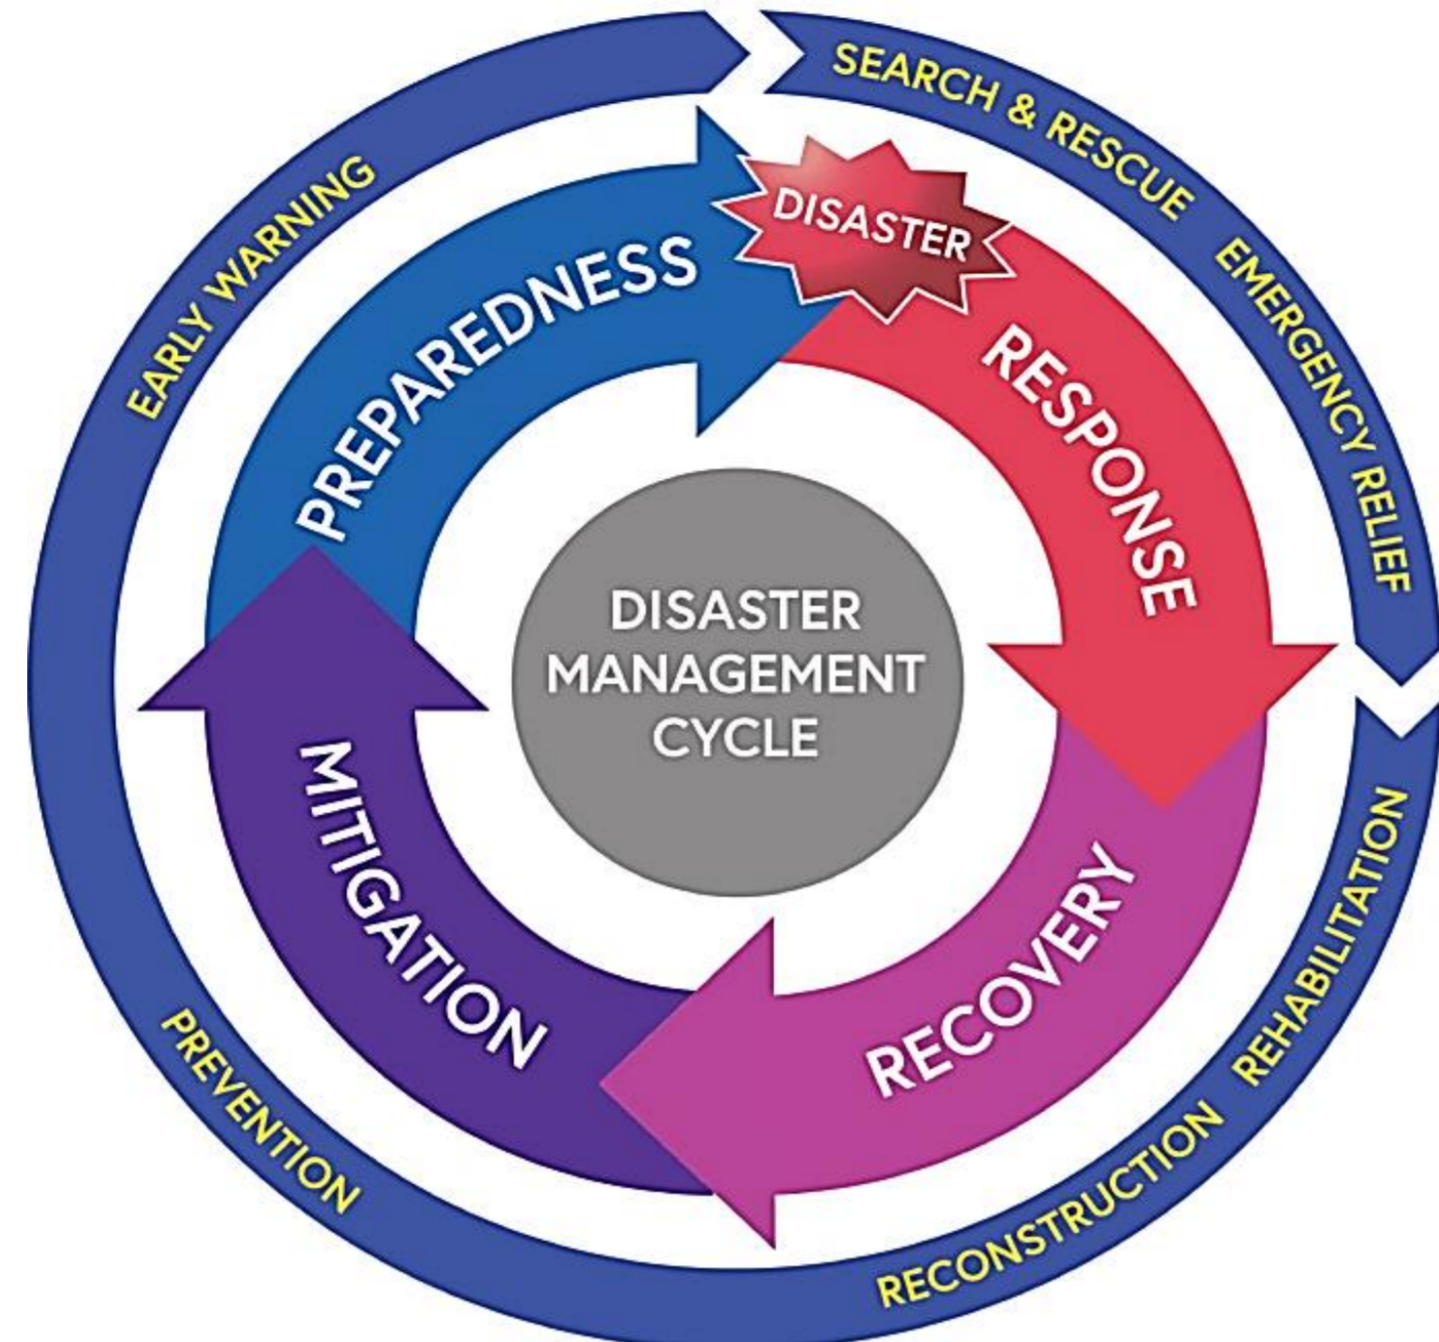 SEARCH & RESCUE
EMERGENCY RELIEF
EARLY WARNING
DISASTER
PREPAREDNESS
RESPONSE
DISASTER
MANAGEMENT
CYCLE
MITIGATION
RECOVERY
REHABILITATION
PREVENTION
RECONSTRUCTION